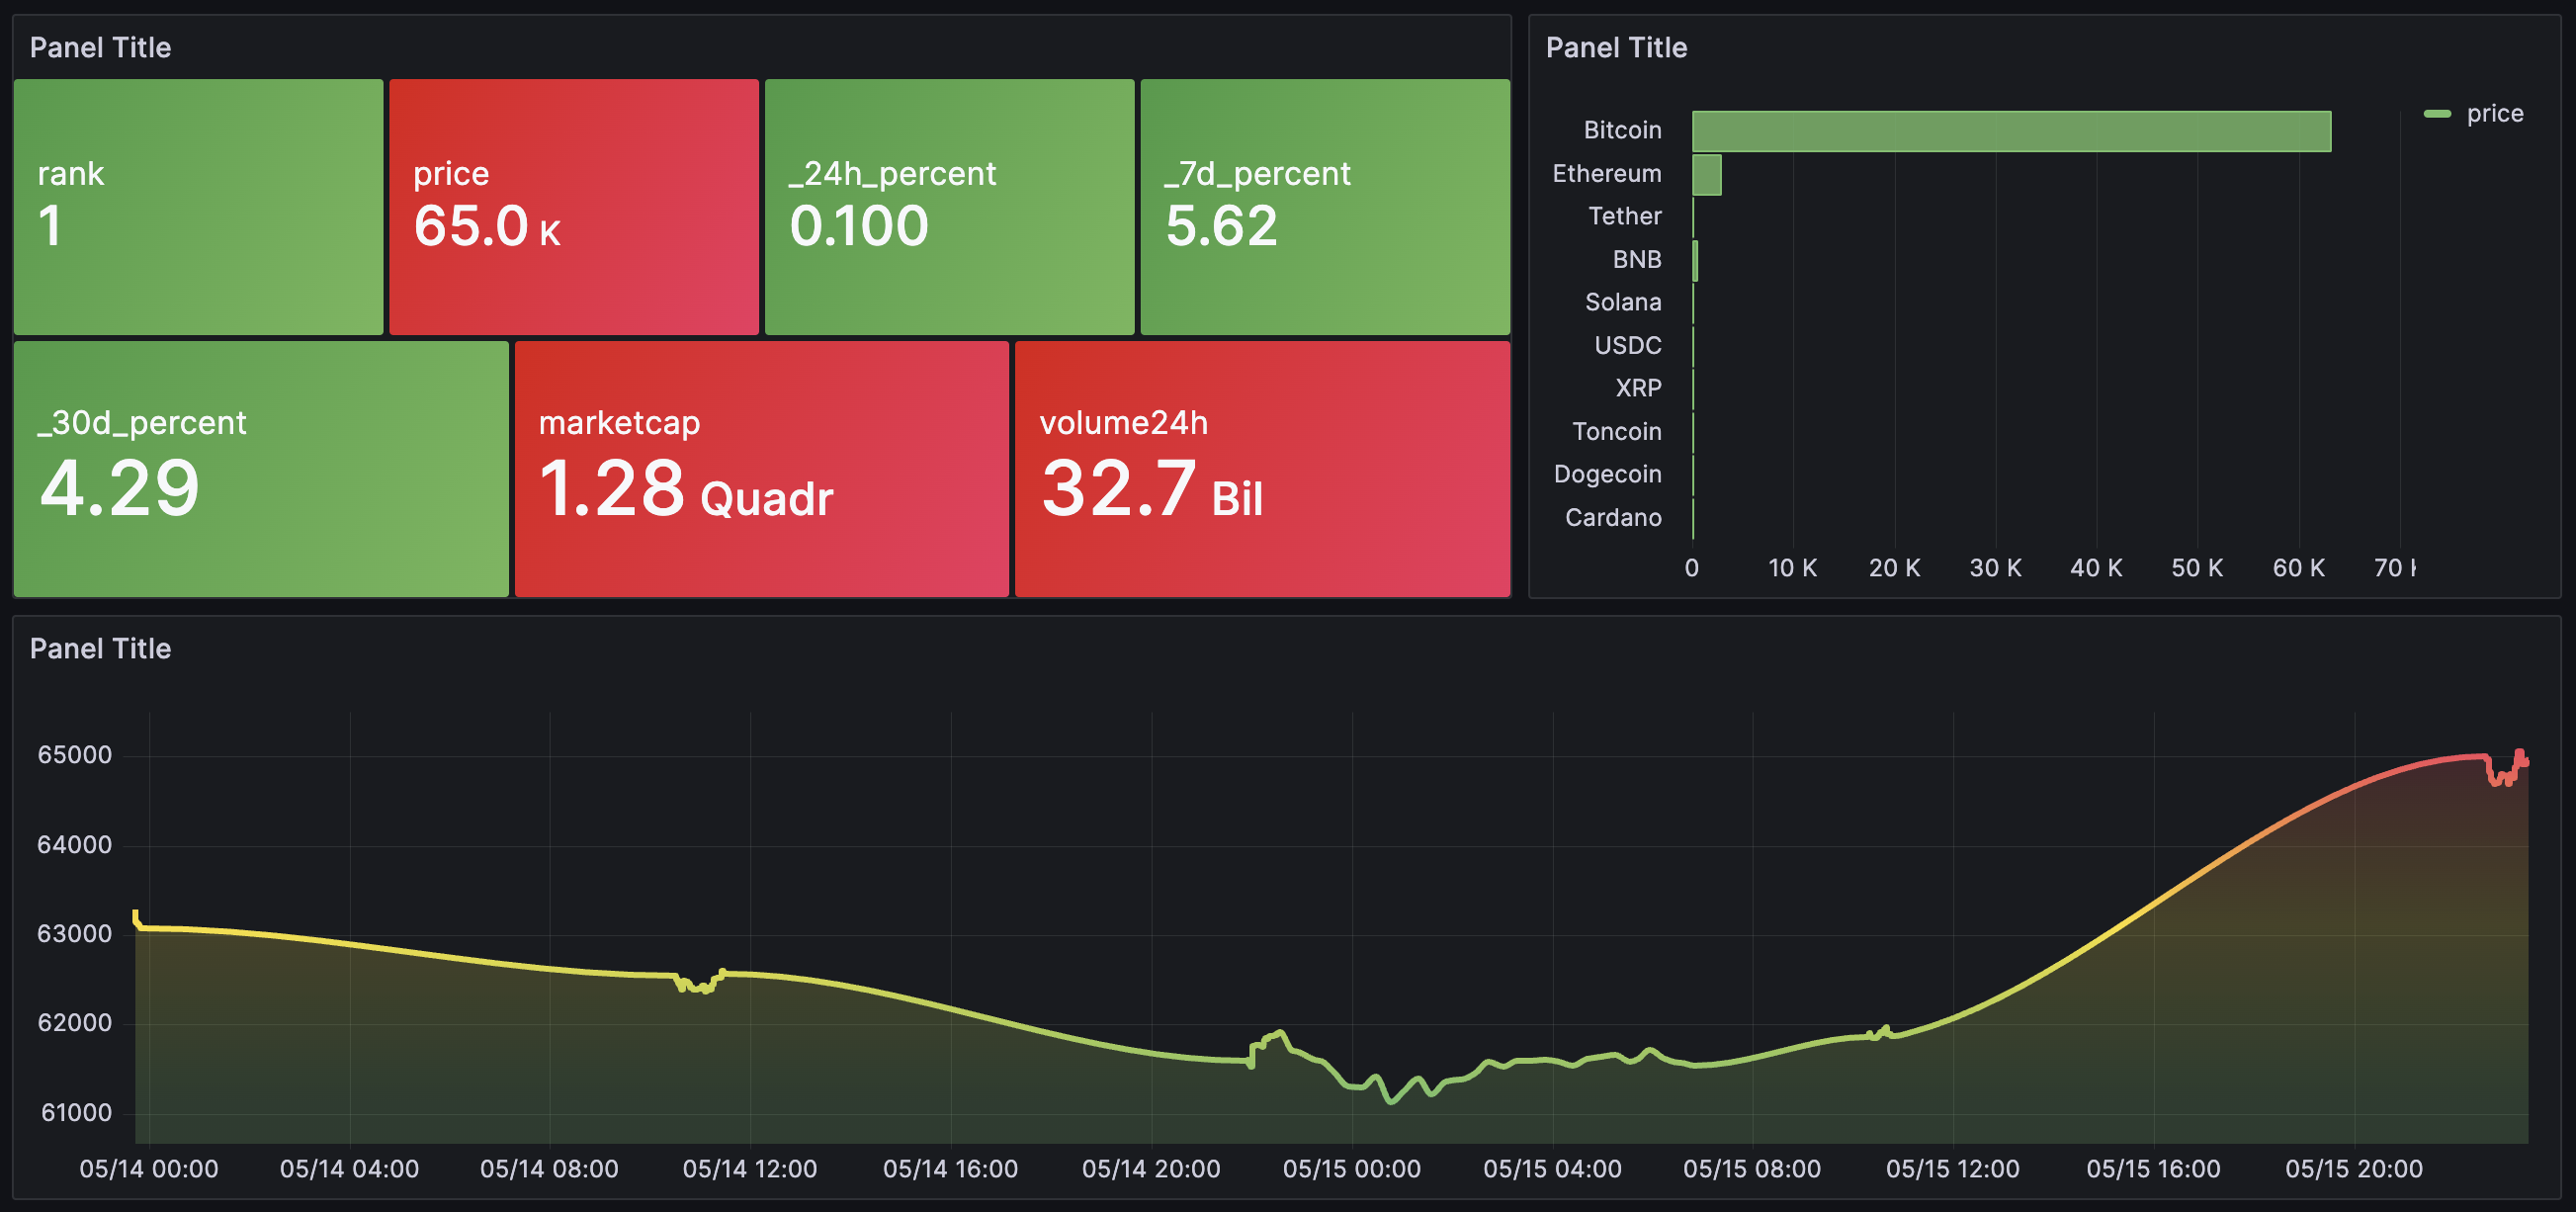 Panel Title
rank
1
price
65.0 K
_24h_percent
0.100
_7d_percent
5.62
_30d_percent
4.29
marketcap
1.28 Quadr
volume24h
32.7 Bil
Panel Title
price
Bitcoin
Ethereum
Tether
BNB
Solana
USDC
XRP
Toncoin
Dogecoin
Cardano
0 10 K 20 K 30 K 40 K 50 K 60 K 70
Panel Title
65000
64000
63000
62000
61000
05/14 00:00 05/14 04:00 05/14 08:00 05/14 12:00 05/14 16:00 05/14 20:00 05/15 00:00 05/15 04:00 05/15 08:00 05/15 12:00 05/15 16:00 05/15 20:00